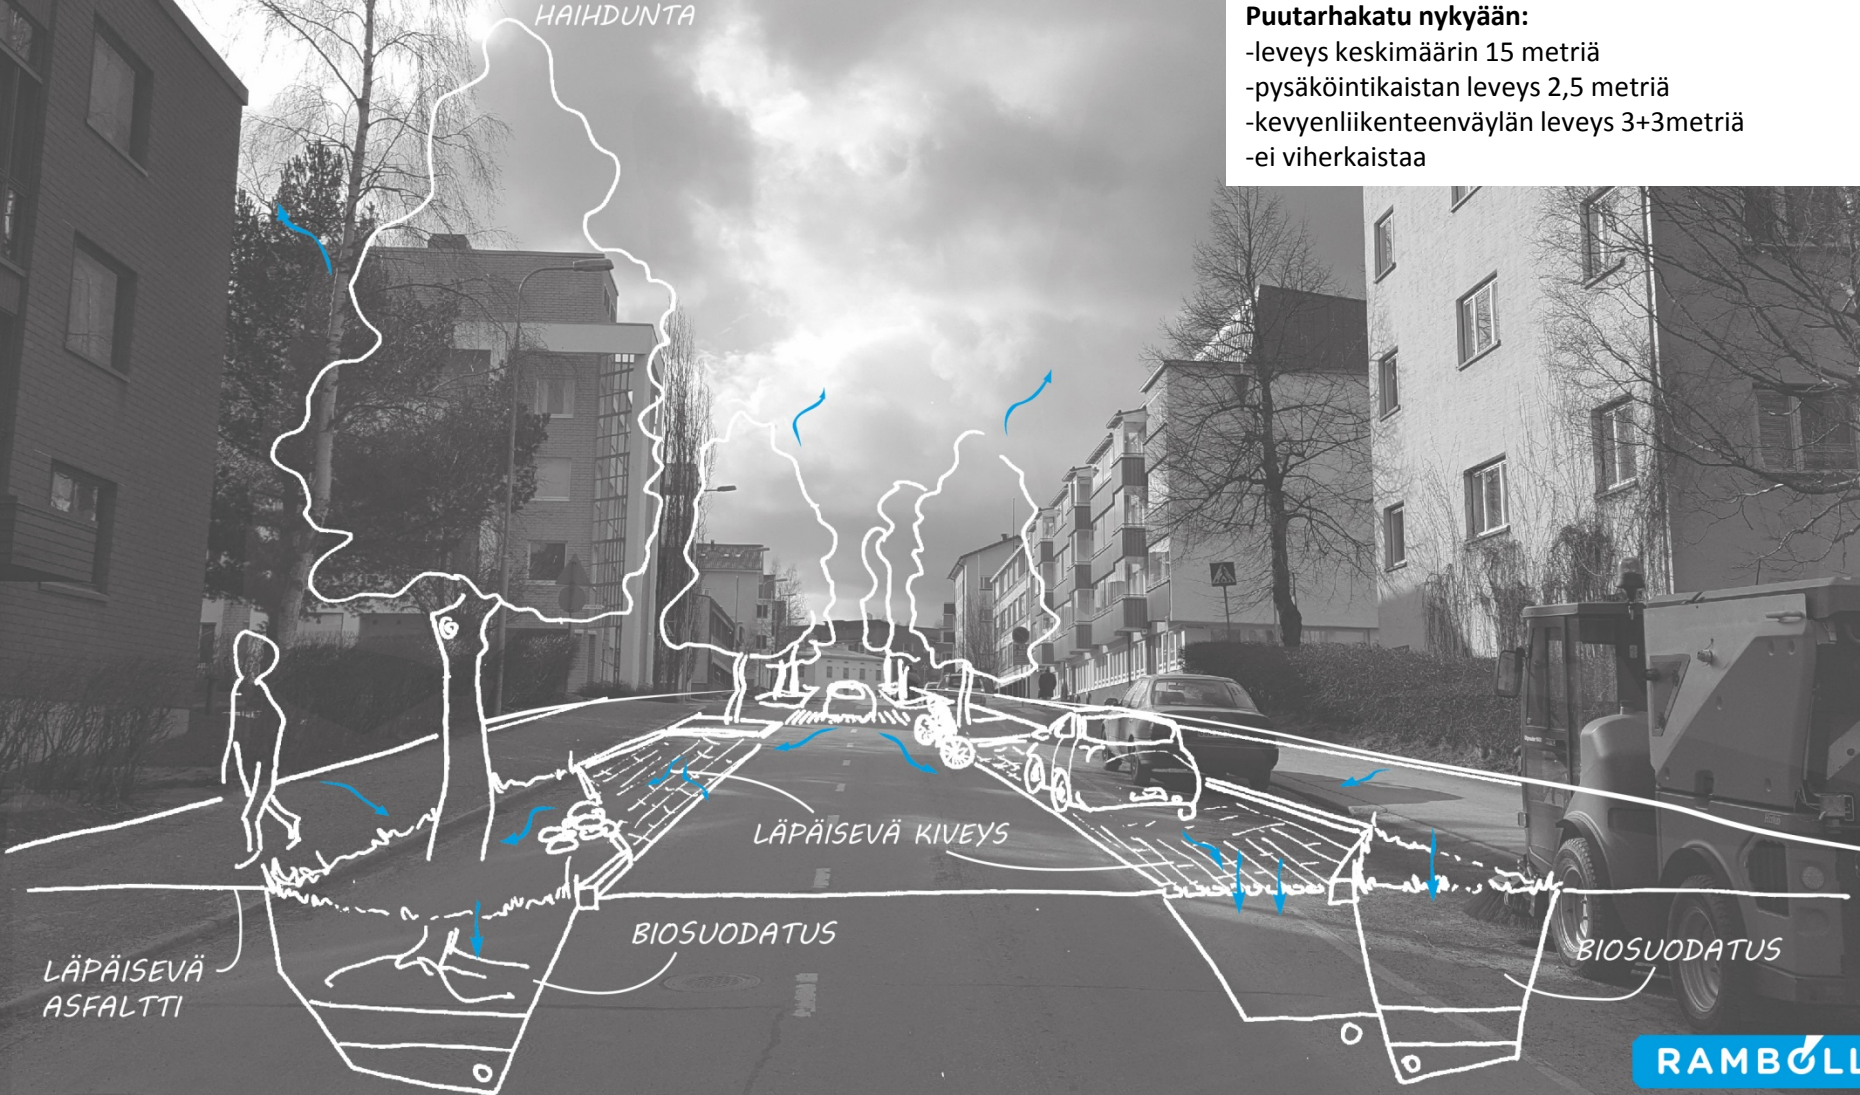 HAIHDUNTA
Puutarhakatu nykyään:
-leveys keskimäärin 15 metriä
-pysäköintikaistan leveys 2,5 metriä
-kevyenliikenteenväylän leveys 3+3metriä
-ei viherkaistaa
LÄPÄISEVÄ KIVEYS
BIOSUODATUS
BIOSUODATUS
LÄPÄISEVÄ
ASFALTTI
RAMBOLL